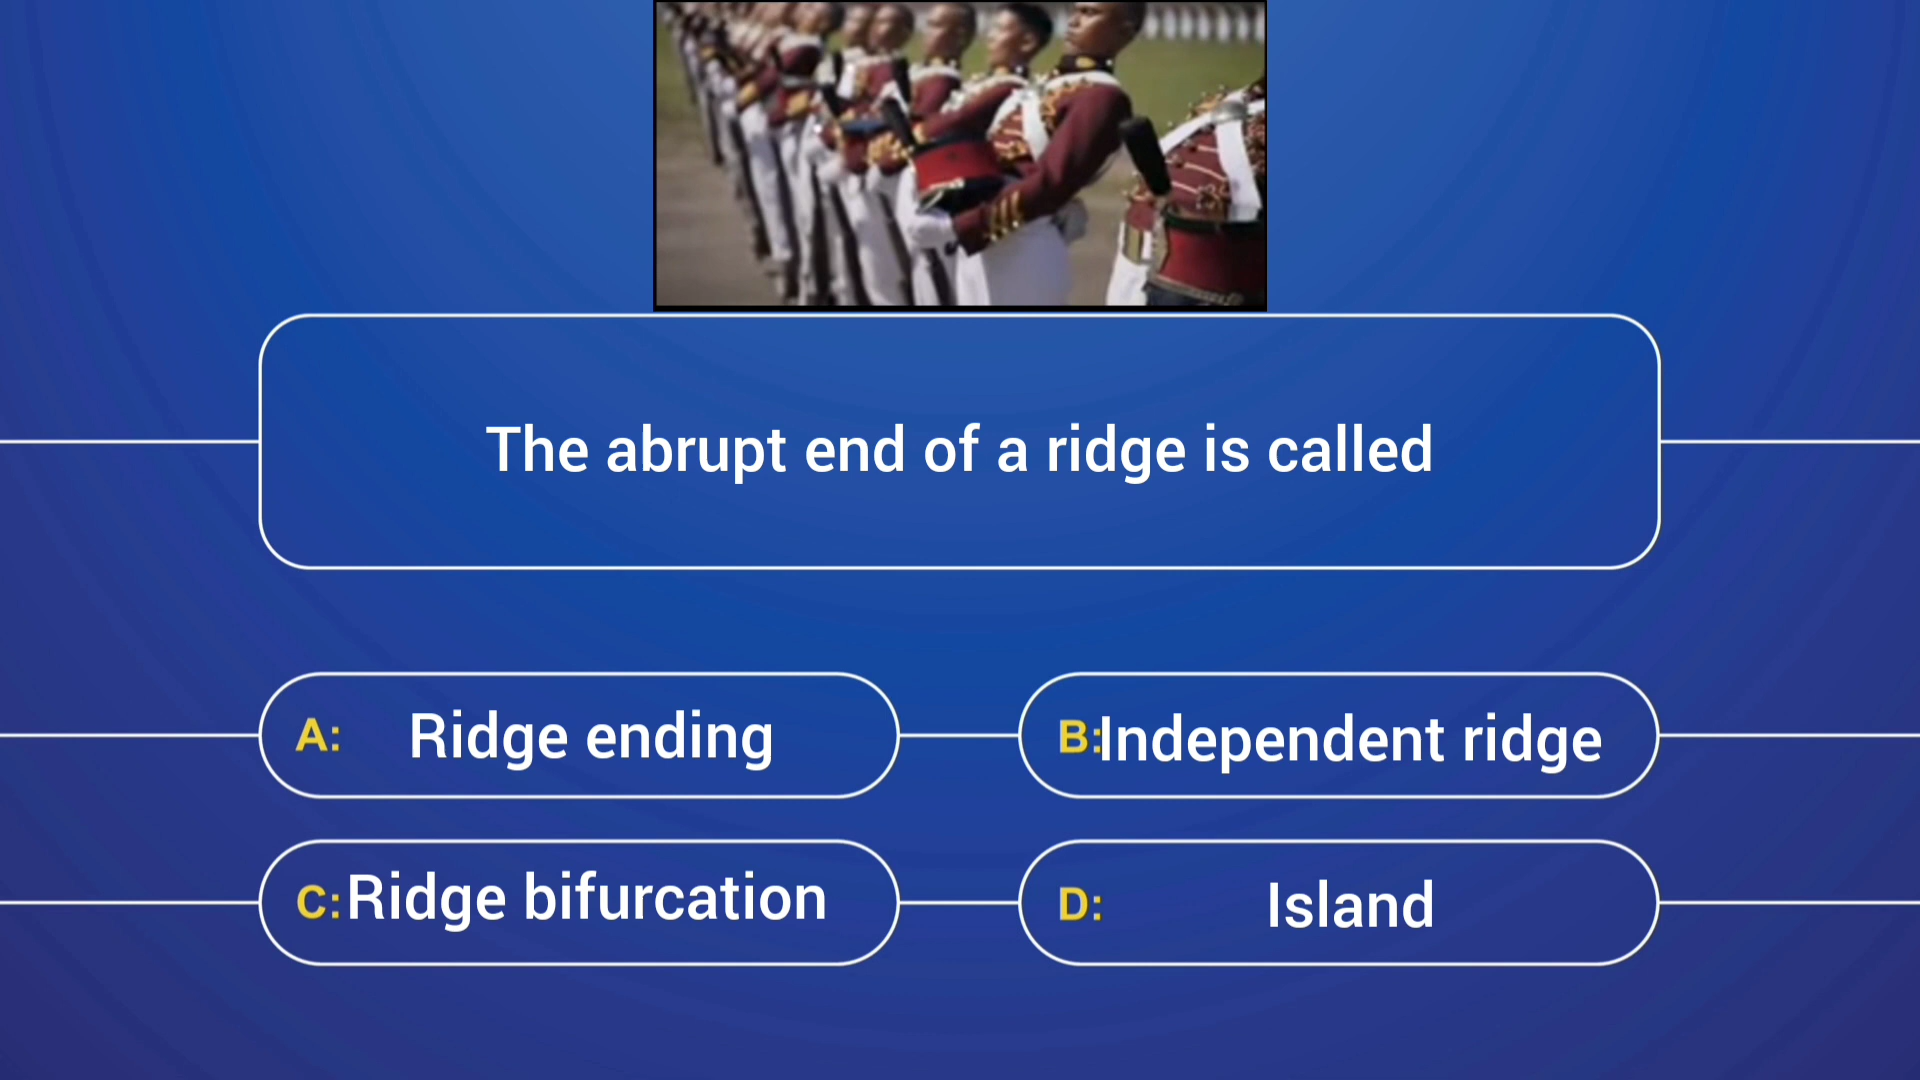 The abrupt end of a ridge is called
A: Ridge ending
B: Independent ridge
C: Ridge bifurcation
D: Island